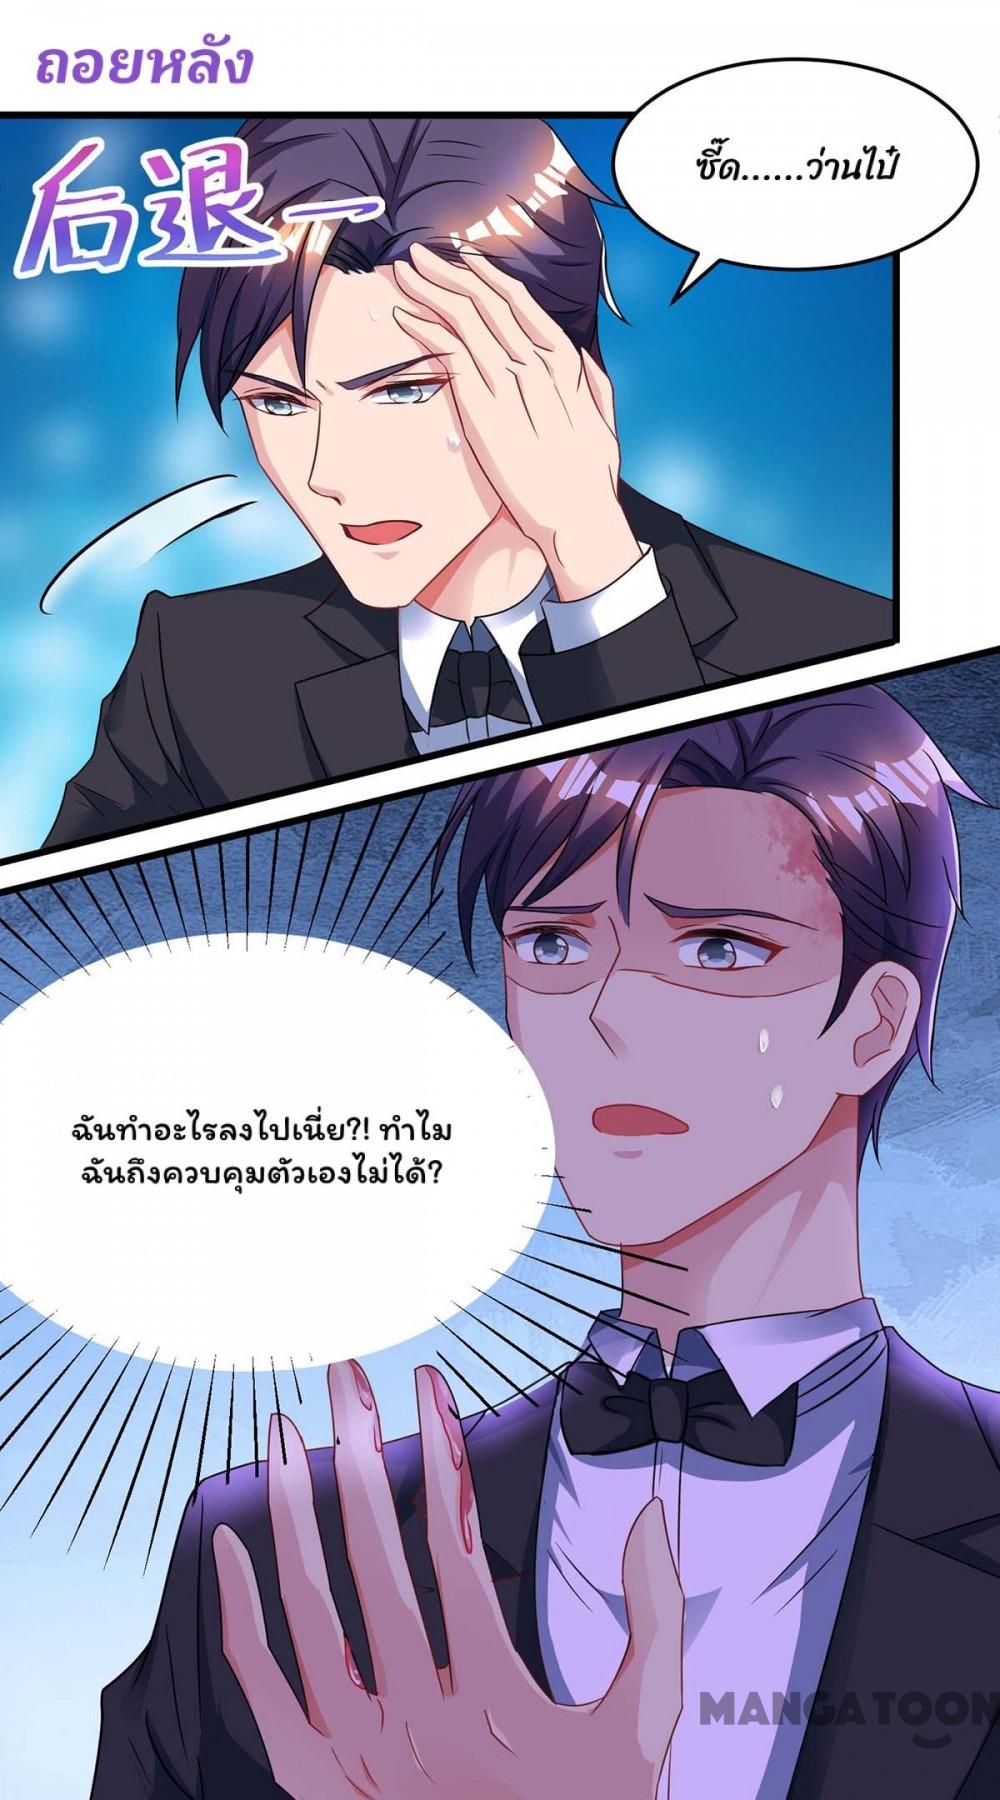 ถอยหลัง
后退一
ซี๊ด......ว่านไป๋
ฉันทำอะไรลงไปเนี่ย?! ทำไม
ฉันถึงควบคุมตัวเองไม่ได้?
MANGATOON